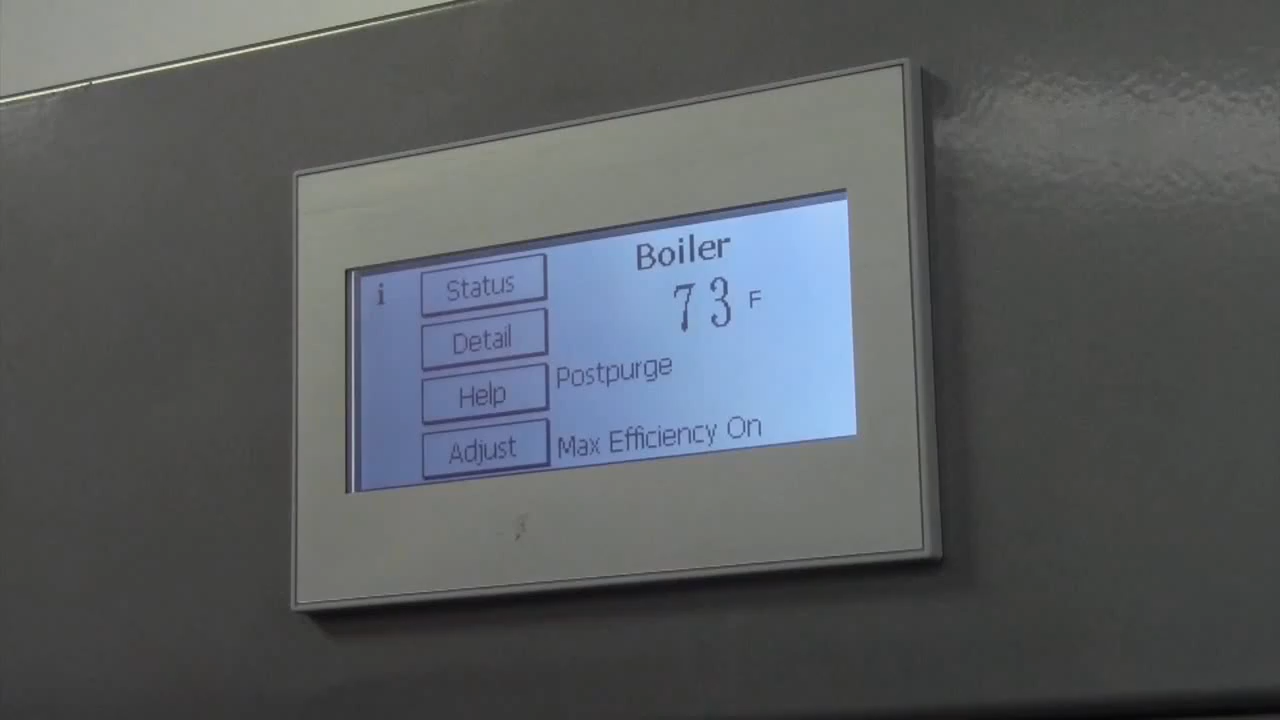 i
Status
Detail
Help
Adjust
Boiler
73 F
Postpurge
Max Efficiency On